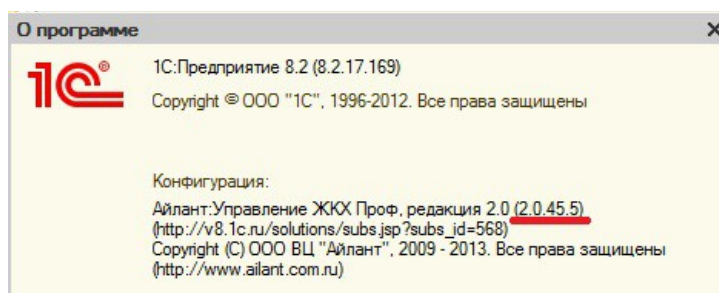 О программе
1С®
1С:Предприятие 8.2 (8.2.17.169)
Copyright © ООО "1С", 1996-2012. Все права защищены
Конфигурация:
Айлант:Управление ЖКХ Проф, редакция 2.0 (2.0.45.5)
(http://v8.1c.ru/solutions/subs.jsp?subs_id=568)
Copyright (C) ООО ВЦ "Айлант", 2009 - 2013. Все права защищены
(http://www.ailant.com.ru)